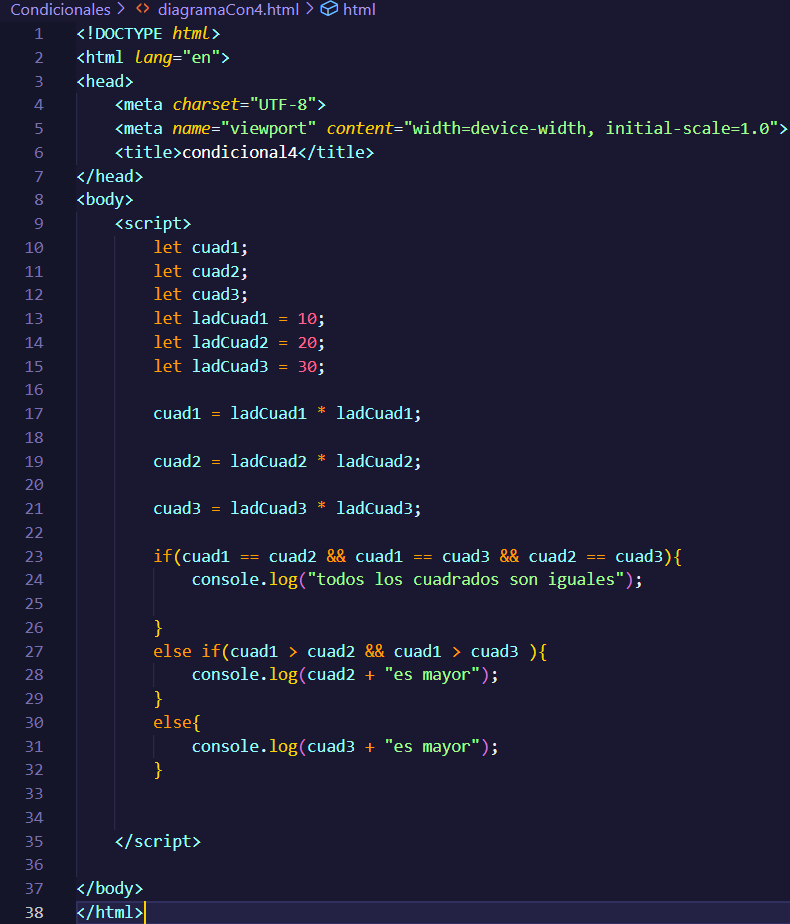 Condicionales > <> diagramaCon4.html > html
1 <!DOCTYPE html>
2 <html lang="en">
3 <head>
4     <meta charset="UTF-8">
5     <meta name="viewport" content="width=device-width, initial-scale=1.0">
6     <title>condicional4</title>
7 </head>
8 <body>
9     <script>
10         let cuad1;
11         let cuad2;
12         let cuad3;
13         let ladCuad1 = 10;
14         let ladCuad2 = 20;
15         let ladCuad3 = 30;
16
17         cuad1 = ladCuad1 * ladCuad1;
18
19         cuad2 = ladCuad2 * ladCuad2;
20
21         cuad3 = ladCuad3 * ladCuad3;
22
23         if(cuad1 == cuad2 && cuad1 == cuad3 && cuad2 == cuad3){
24             console.log("todos los cuadrados son iguales");
25
26         }
27         else if(cuad1 > cuad2 && cuad1 > cuad3 ){
28             console.log(cuad2 + "es mayor");
29         }
30         else{
31             console.log(cuad3 + "es mayor");
32         }
33
34
35     </script>
36
37 </body>
38 </html>